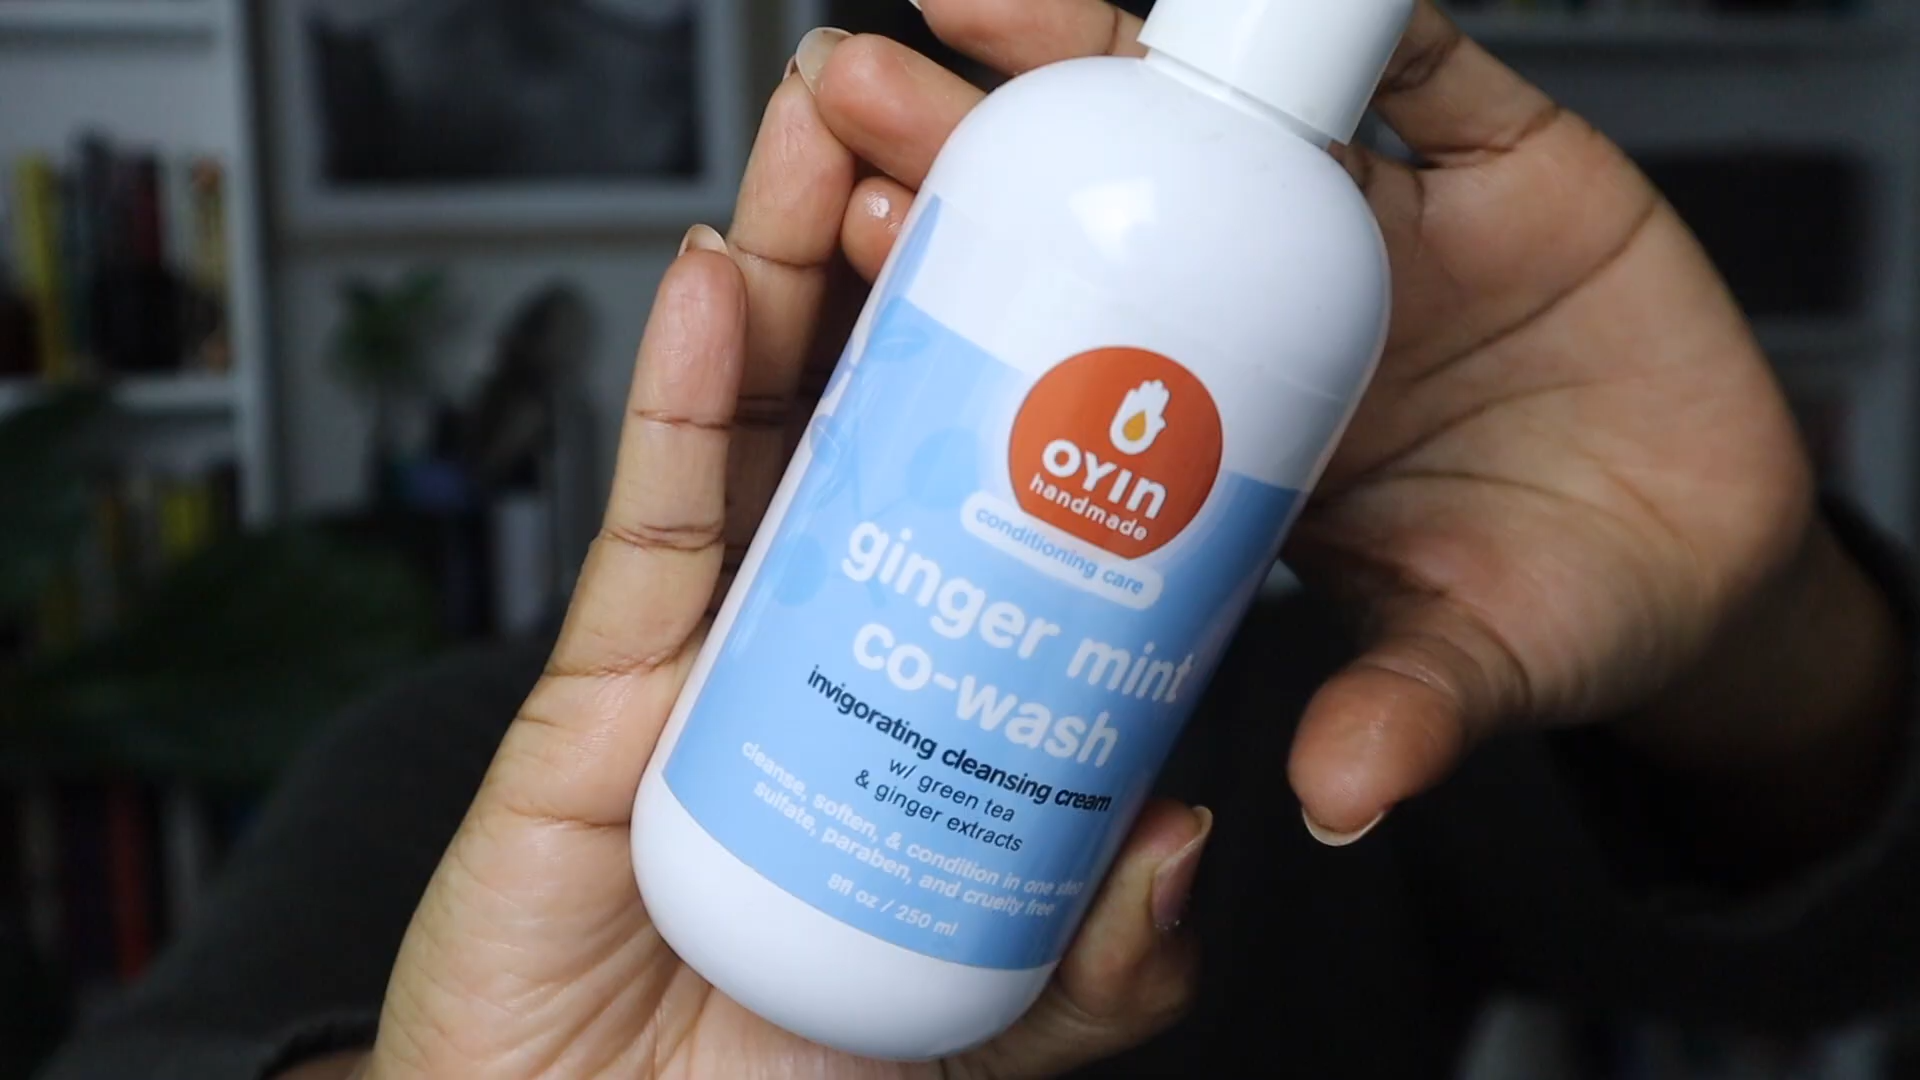 OYIN
handmade
conditioning care
ginger mint
co-wash
invigorating cleansing cream
w/ green tea
& ginger extracts
cleanse, soften, & condition in one step
sulfate, paraben, and cruelty free
8fl oz / 250 ml